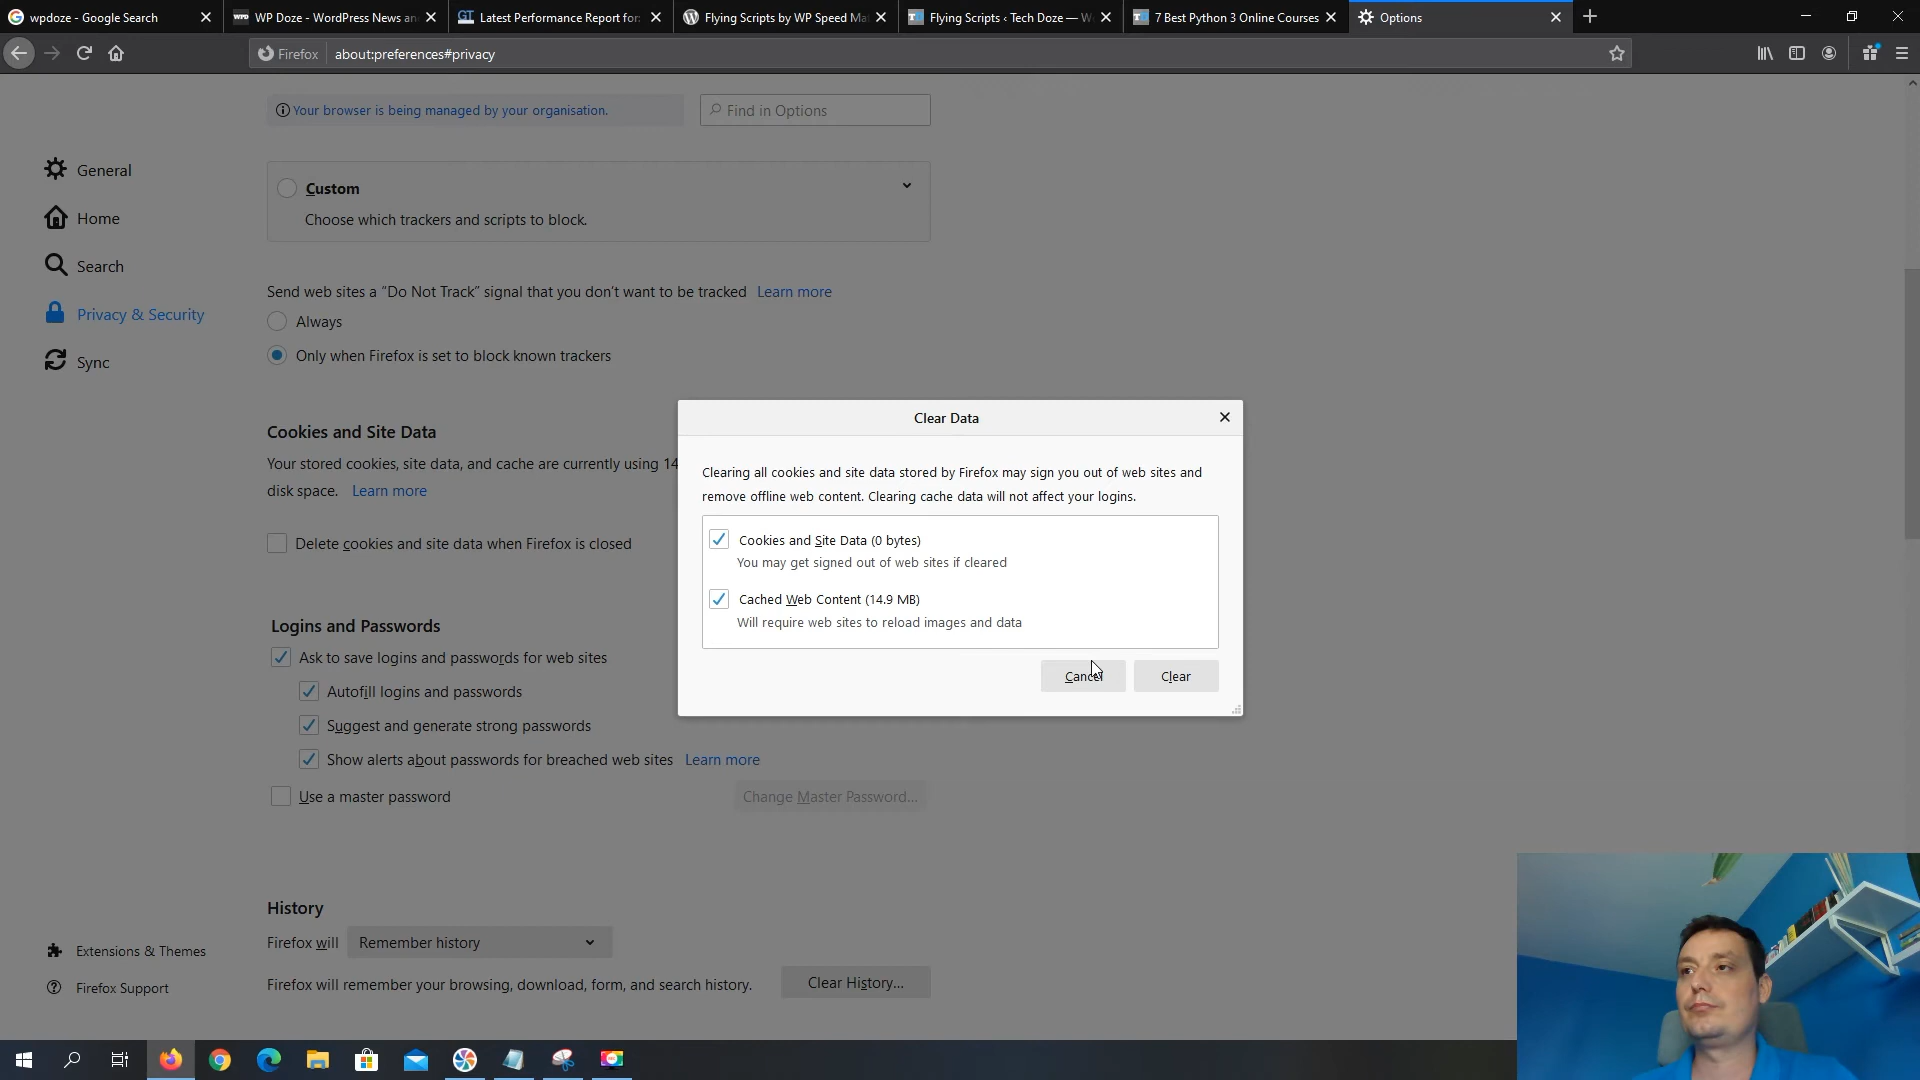 wpdoze - Google Search
WP Doze - WordPress News an
GT Latest Performance Report for:
Flying Scripts by WP Speed Ma
Flying Scripts ‹ Tech Doze — W
7 Best Python 3 Online Courses
Options
Firefox about:preferences#privacy
Your browser is being managed by your organisation.
Find in Options
General
Home
Search
Privacy & Security
Sync
Custom
Choose which trackers and scripts to block.
Send web sites a “Do Not Track” signal that you don’t want to be tracked Learn more
Always
Only when Firefox is set to block known trackers
Cookies and Site Data
Your stored cookies, site data, and cache are currently using 14
disk space. Learn more
Delete cookies and site data when Firefox is closed
Logins and Passwords
Ask to save logins and passwords for web sites
Autofill logins and passwords
Suggest and generate strong passwords
Show alerts about passwords for breached web sites Learn more
Use a master password
Change Master Password...
History
Firefox will Remember history
Firefox will remember your browsing, download, form, and search history.
Clear History...
Extensions & Themes
Firefox Support
Clear Data
Clearing all cookies and site data stored by Firefox may sign you out of web sites and
remove offline web content. Clearing cache data will not affect your logins.
Cookies and Site Data (0 bytes)
You may get signed out of web sites if cleared
Cached Web Content (14.9 MB)
Will require web sites to reload images and data
Cancel
Clear